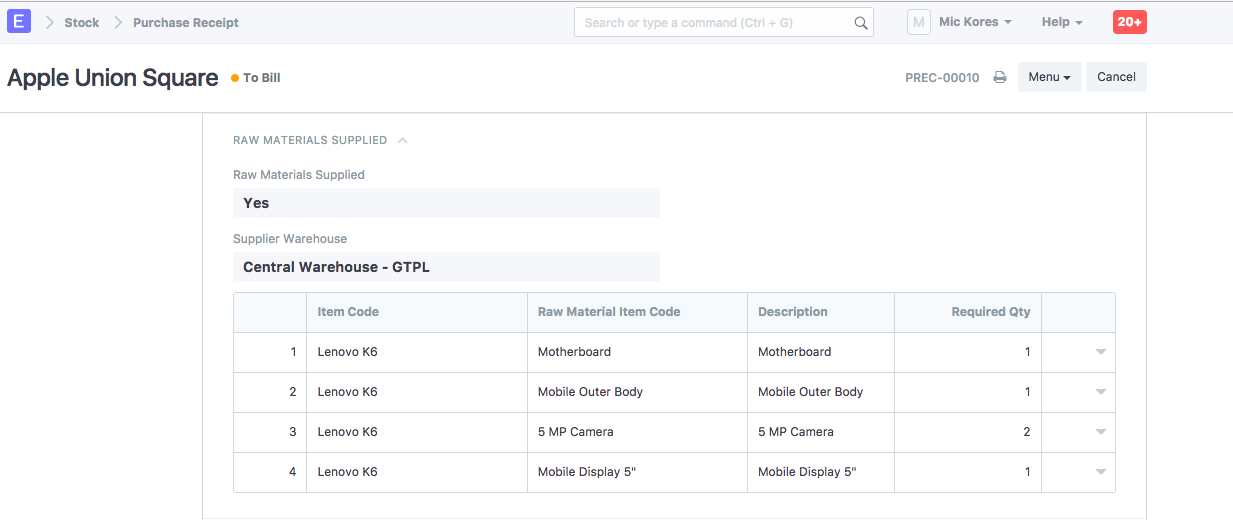 E Stock Purchase Receipt Search or type a command (Ctrl + G) M Mic Kores Help 20+
Apple Union Square To Bill PREC-00010 Menu Cancel
RAW MATERIALS SUPPLIED
Raw Materials Supplied
Yes
Supplier Warehouse
Central Warehouse - GTPL
Item Code Raw Material Item Code Description Required Qty
1 Lenovo K6 Motherboard Motherboard 1
2 Lenovo K6 Mobile Outer Body Mobile Outer Body 1
3 Lenovo K6 5 MP Camera 5 MP Camera 2
4 Lenovo K6 Mobile Display 5" Mobile Display 5" 1